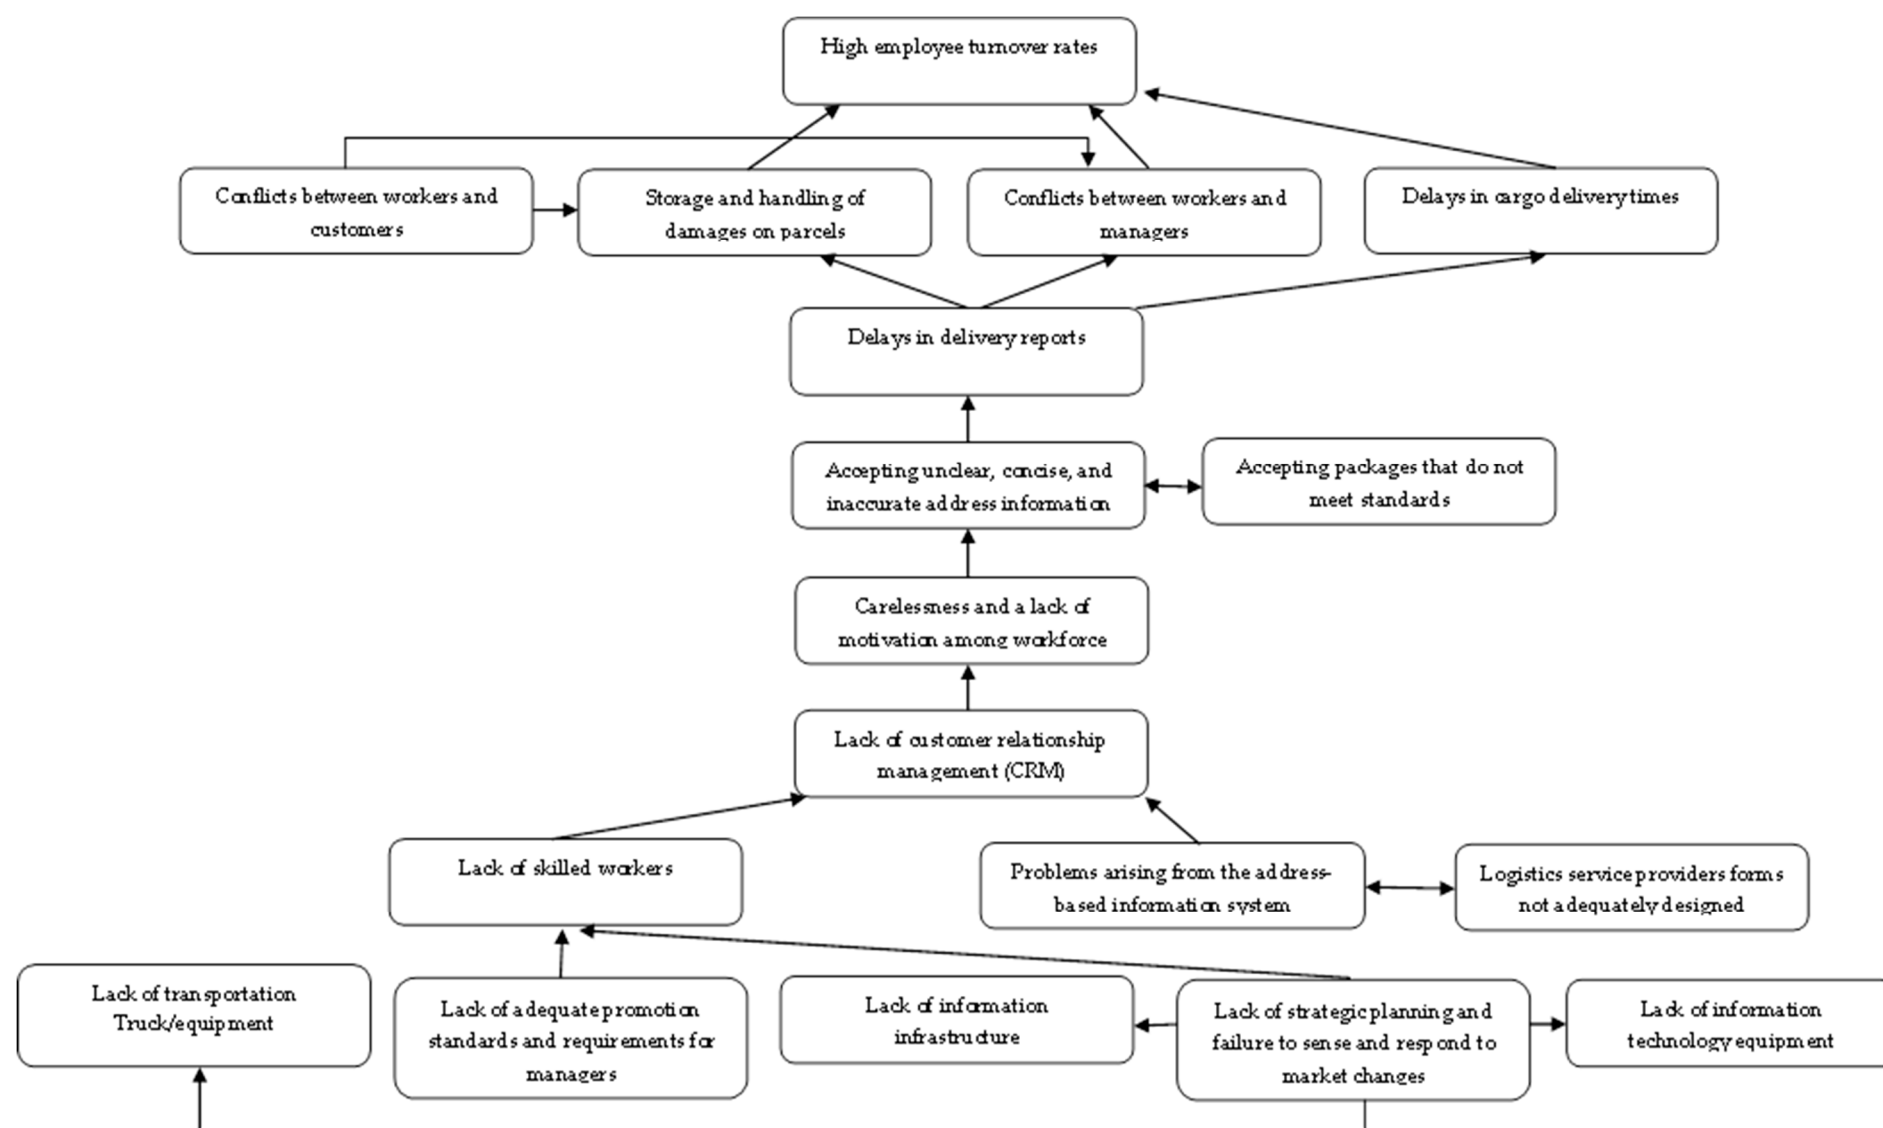 High employee turnover rates
Conflicts between workers and
customers
Storage and handling of
damages on parcels
Conflicts between workers and
managers
Delays in cargo delivery times
Delays in delivery reports
Accepting unclear, concise, and
inaccurate address information
Accepting packages that do not
meet standards
Carelessness and a lack of
motivation among workforce
Lack of customer relationship
management (CRM)
Lack of skilled workers
Problems arising from the address-
based information system
Logistics service providers forms
not adequately designed
Lack of transportation
Truck/equipment
Lack of adequate promotion
standards and requirements for
managers
Lack of information
infrastructure
Lack of strategic planning and
failure to sense and respond to
market changes
Lack of information
technology equipment